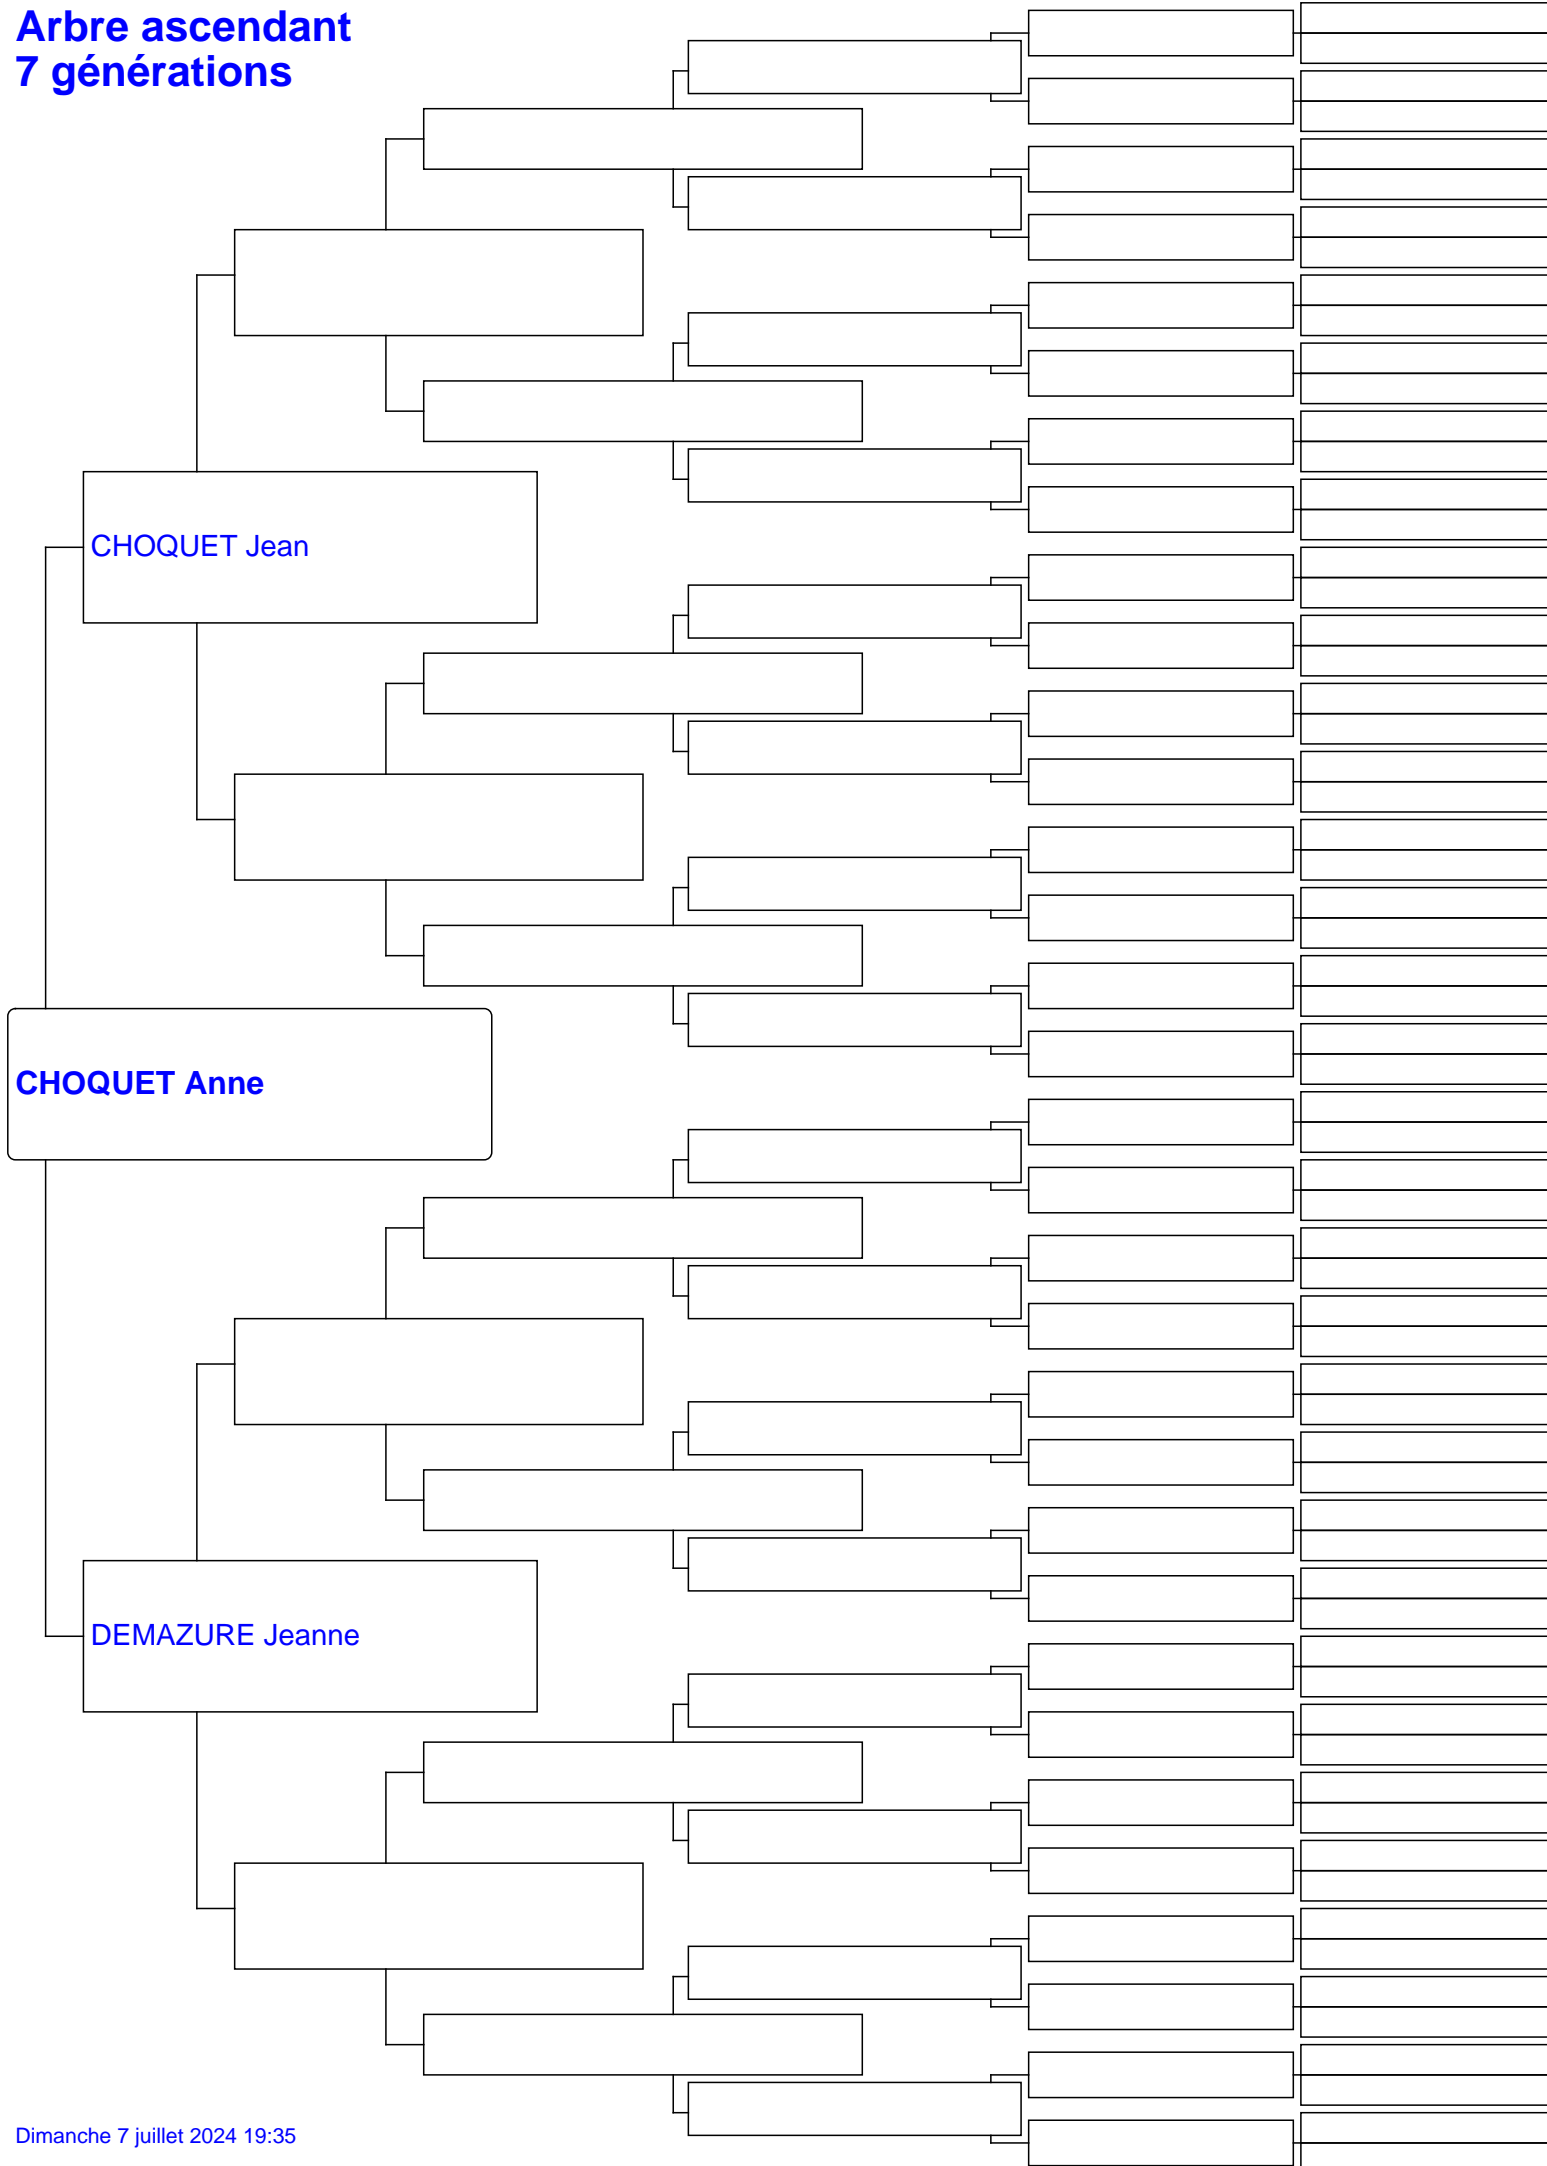 Arbre ascendant
7 générations
CHOQUET Jean
CHOQUET Anne
DEMAZURE Jeanne
Dimanche 7 juillet 2024 19:35